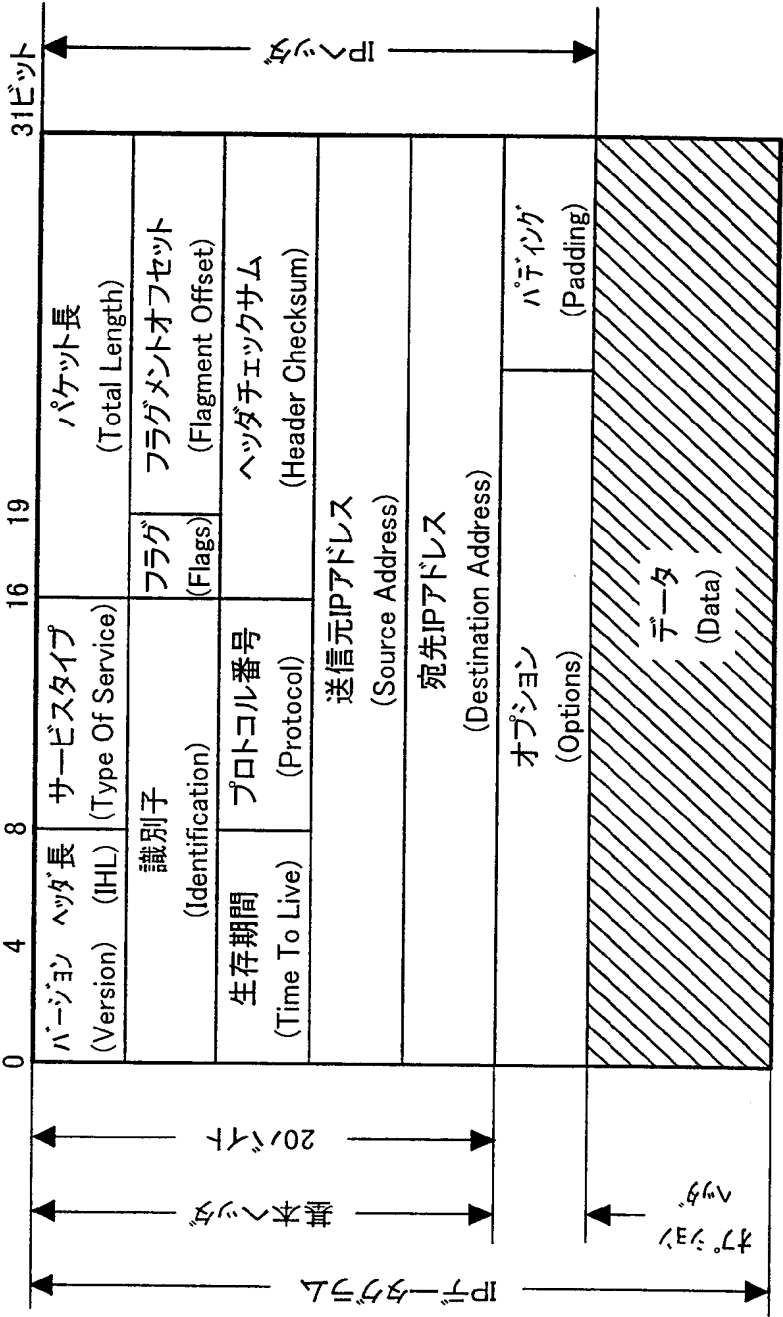 0 4 8 16 19 31ビット
バージョン ヘッダ長 サービスタイプ パケット長
(Version) (IHL) (Type Of Service) (Total Length)
識別子 フラグ フラグメントオフセット
(Identification) (Flags) (Flagment Offset)
生存期間 プロトコル番号 ヘッダチェックサム
(Time To Live) (Protocol) (Header Checksum)
送信元IPアドレス
(Source Address)
宛先IPアドレス
(Destination Address)
オプション パディング
(Options) (Padding)
データ
(Data)
IPヘッダ
20バイト
基本ヘッダ
オプション
ヘッダ
IPデータグラム